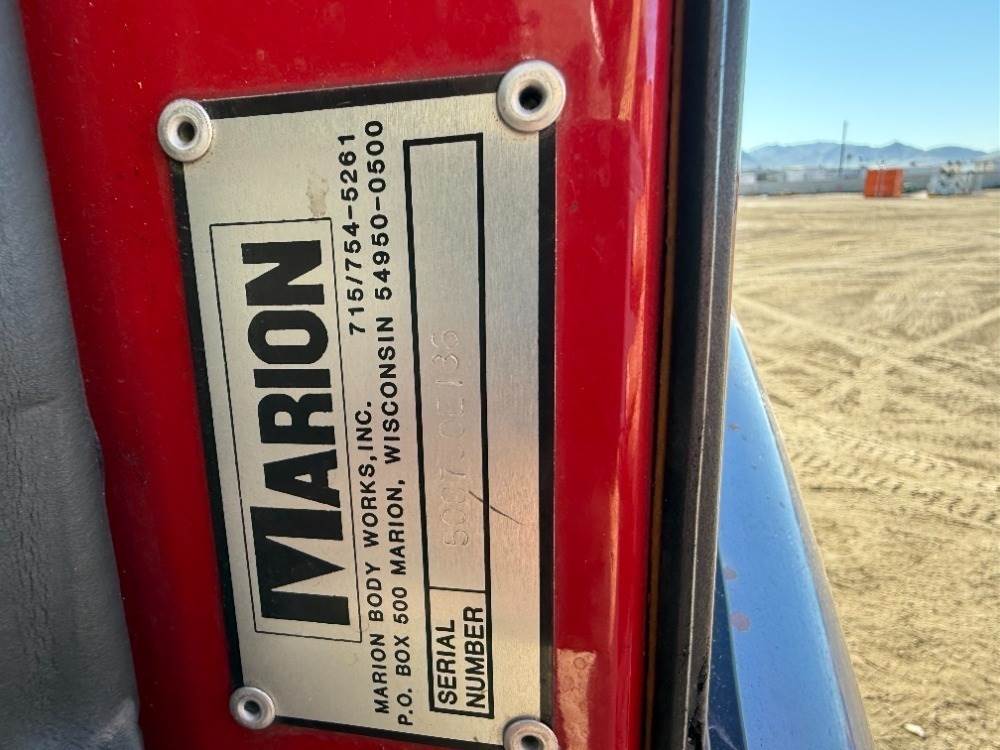 MARION
MARION BODY WORKS, INC. 715/754-5261
P.O. BOX 500 MARION, WISCONSIN 54950-0500
SERIAL
NUMBER